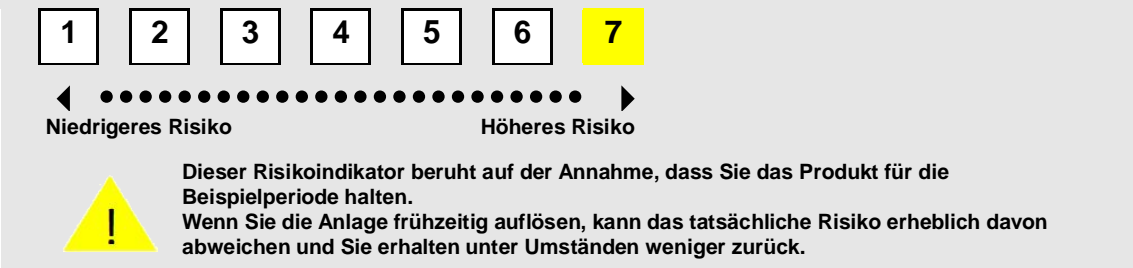 1 2 3 4 5 6 7
Niedrigeres Risiko Höheres Risiko
!
Dieser Risikoindikator beruht auf der Annahme, dass Sie das Produkt für die
Beispielperiode halten.
Wenn Sie die Anlage frühzeitig auflösen, kann das tatsächliche Risiko erheblich davon
abweichen und Sie erhalten unter Umständen weniger zurück.